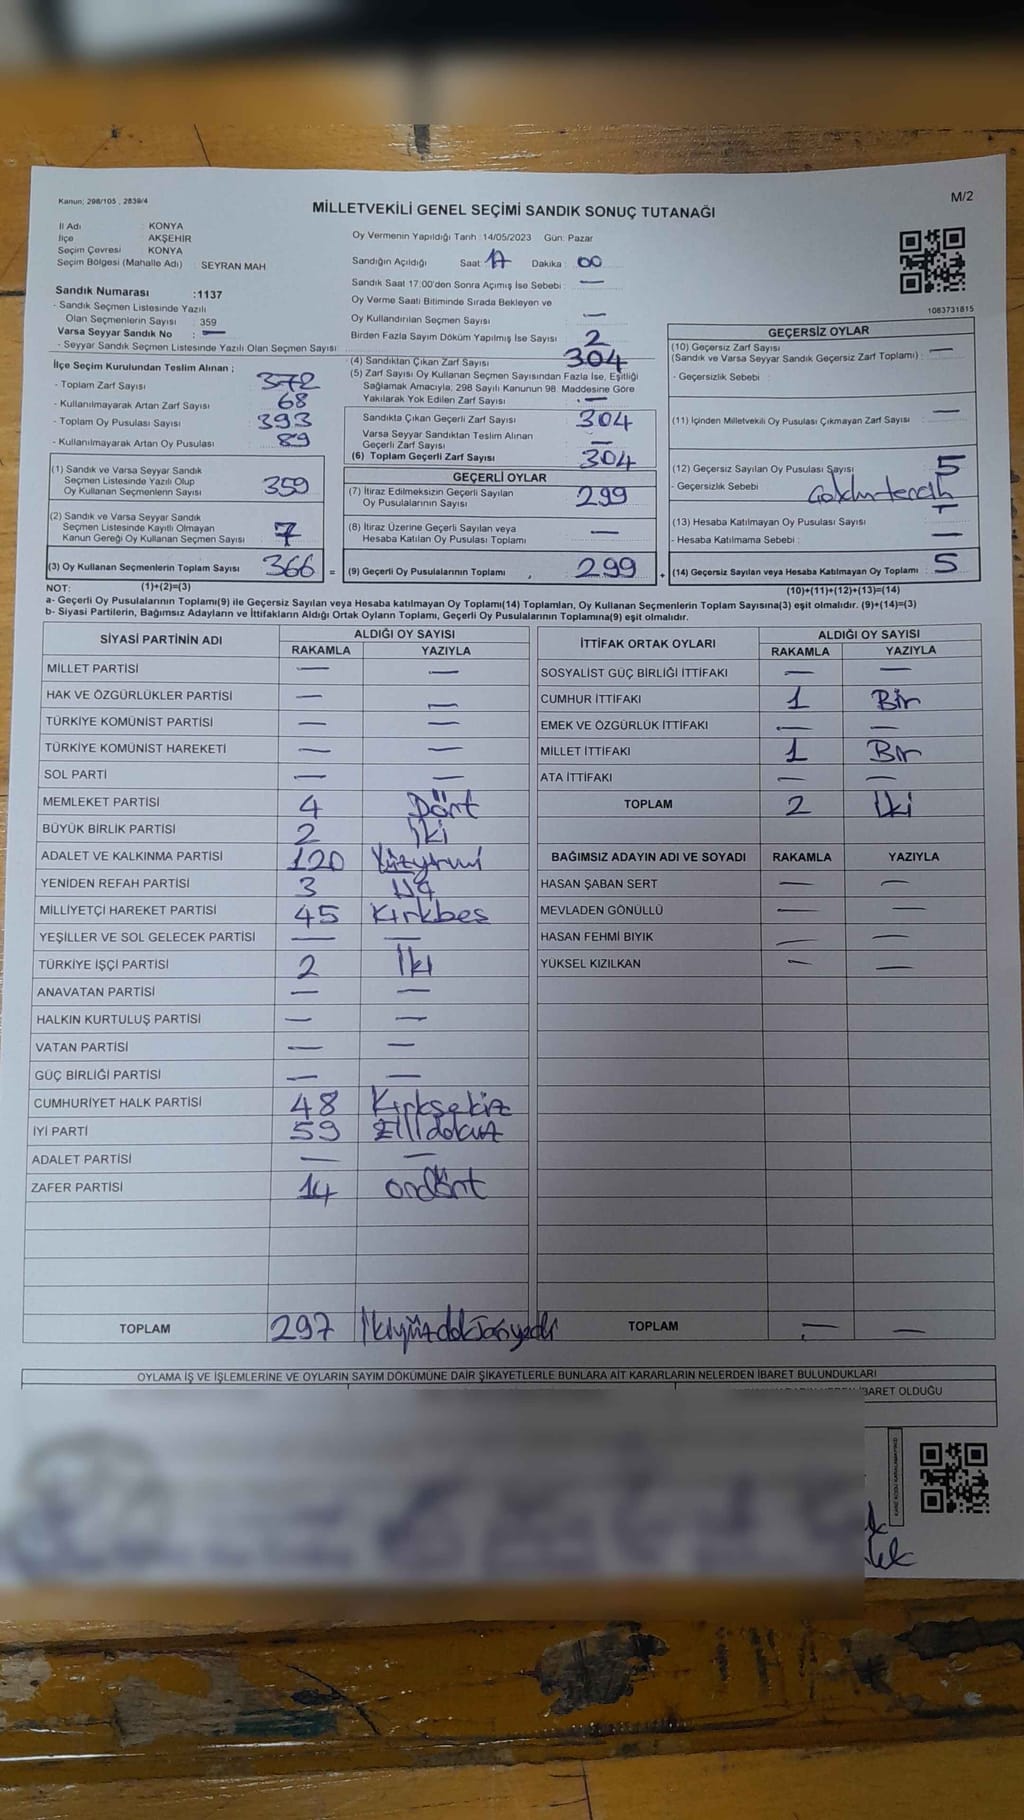 Kanun; 298/105 , 2839/4
M/2
MİLLETVEKİLİ GENEL SEÇİMİ SANDIK SONUÇ TUTANAĞI
İl Adı : KONYA
İlçe : AKŞEHİR
Seçim Çevresi : KONYA
Seçim Bölgesi (Mahalle Adı) : SEYRAN MAH
Sandık Numarası :1137
- Sandık Seçmen Listesinde Yazılı
Olan Seçmenlerin Sayısı : 359
Varsa Seyyar Sandık No : —
- Seyyar Sandık Seçmen Listesinde Yazılı Olan Seçmen Sayısı :
İlçe Seçim Kurulundan Teslim Alınan ;
- Toplam Zarf Sayısı : 372
- Kullanılmayarak Artan Zarf Sayısı : 68
- Toplam Oy Pusulası Sayısı : 393
- Kullanılmayarak Artan Oy Pusulası : 89
(1) Sandık ve Varsa Seyyar Sandık
Seçmen Listesinde Yazılı Olup
Oy Kullanan Seçmenlerin Sayısı : 359
(2) Sandık ve Varsa Seyyar Sandık
Seçmen Listesinde Kayıtlı Olmayan
Kanun Gereği Oy Kullanan Seçmen Sayısı : 7
(3) Oy Kullanan Seçmenlerin Toplam Sayısı : 366 =
Oy Vermenin Yapıldığı Tarih :14/05/2023 Gün: Pazar
Sandığın Açıldığı Saat : 17 Dakika : 00
Sandık Saat 17:00'den Sonra Açımış İse Sebebi : —
Oy Verme Saati Bitiminde Sırada Bekleyen ve
Oy Kullandırılan Seçmen Sayısı : —
Birden Fazla Sayım Döküm Yapılmış İse Sayısı : 2
(4) Sandıktan Çıkan Zarf Sayısı : 304
(5) Zarf Sayısı Oy Kullanan Seçmen Sayısından Fazla İse, Eşitliği
Sağlamak Amacıyla, 298 Sayılı Kanunun 98. Maddesine Göre
Yakılarak Yok Edilen Zarf Sayısı : —
Sandıkta Çıkan Geçerli Zarf Sayısı : 304
Varsa Seyyar Sandıktan Teslim Alınan
Geçerli Zarf Sayısı : —
(6) Toplam Geçerli Zarf Sayısı : 304
GEÇERLİ OYLAR
(7) İtiraz Edilmeksizin Geçerli Sayılan
Oy Pusulalarının Sayısı : 299
(8) İtiraz Üzerine Geçerli Sayılan veya
Hesaba Katılan Oy Pusulası Toplamı : —
(9) Geçerli Oy Pusulalarının Toplamı : 299 +
1083731815
GEÇERSİZ OYLAR
(10) Geçersiz Zarf Sayısı : —
(Sandık ve Varsa Seyyar Sandık Geçersiz Zarf Toplamı) :
- Geçersizlik Sebebi :
(11) İçinden Milletvekili Oy Pusulası Çıkmayan Zarf Sayısı : —
(12) Geçersiz Sayılan Oy Pusulası Sayısı : 5
- Geçersizlik Sebebi :
(13) Hesaba Katılmayan Oy Pusulası Sayısı : —
- Hesaba Katılmama Sebebi : —
(14) Geçersiz Sayılan veya Hesaba Katılmayan Oy Toplamı : 5
NOT: (1)+(2)=(3) (10)+(11)+(12)+(13)=(14)
a- Geçerli Oy Pusulalarının Toplamı(9) ile Geçersiz Sayılan veya Hesaba katılmayan Oy Toplamı(14) Toplamları, Oy Kullanan Seçmenlerin Toplam Sayısına(3) eşit olmalıdır. (9)+(14)=(3)
b- Siyasi Partilerin, Bağımsız Adayların ve İttifakların Aldığı Ortak Oyların Toplamı, Geçerli Oy Pusulalarının Toplamına(9) eşit olmalıdır.
SİYASİ PARTİNİN ADI ALDIĞI OY SAYISI
RAKAMLA YAZIYLA
MİLLET PARTİSİ — —
HAK VE ÖZGÜRLÜKLER PARTİSİ — —
TÜRKİYE KOMÜNİST PARTİSİ — —
TÜRKİYE KOMÜNİST HAREKETİ — —
SOL PARTİ — —
MEMLEKET PARTİSİ 4 Dört
BÜYÜK BİRLİK PARTİSİ 2 İki
ADALET VE KALKINMA PARTİSİ 120 Yüzyirmi
YENİDEN REFAH PARTİSİ 3 Üç
MİLLİYETÇİ HAREKET PARTİSİ 45 Kırkbeş
YEŞİLLER VE SOL GELECEK PARTİSİ — —
TÜRKİYE İŞÇİ PARTİSİ 2 İki
ANAVATAN PARTİSİ — —
HALKIN KURTULUŞ PARTİSİ — —
VATAN PARTİSİ — —
GÜÇ BİRLİĞİ PARTİSİ — —
CUMHURİYET HALK PARTİSİ 48 Kırksekiz
İYİ PARTİ 59 Ellidokuz
ADALET PARTİSİ — —
ZAFER PARTİSİ 14 ondört
TOPLAM 297 İkiyüzdoksanyedi
İTTİFAK ORTAK OYLARI ALDIĞI OY SAYISI
RAKAMLA YAZIYLA
SOSYALİST GÜÇ BİRLİĞİ İTTİFAKI — —
CUMHUR İTTİFAKI 1 Bir
EMEK VE ÖZGÜRLÜK İTTİFAKI — —
MİLLET İTTİFAKI 1 Bir
ATA İTTİFAKI — —
TOPLAM 2 İki
BAĞIMSIZ ADAYIN ADI VE SOYADI RAKAMLA YAZIYLA
HASAN ŞABAN SERT — —
MEVLADEN GÖNÜLLÜ — —
HASAN FEHMİ BIYIK — —
YÜKSEL KIZILKAN — —
TOPLAM — —
OYLAMA İŞ VE İŞLEMLERİNE VE OYLARIN SAYIM DÖKÜMÜNE DAİR ŞİKAYETLERLE BUNLARA AİT KARARLARIN NELERDEN İBARET BULUNDUKLARI
İBARET OLDUĞU